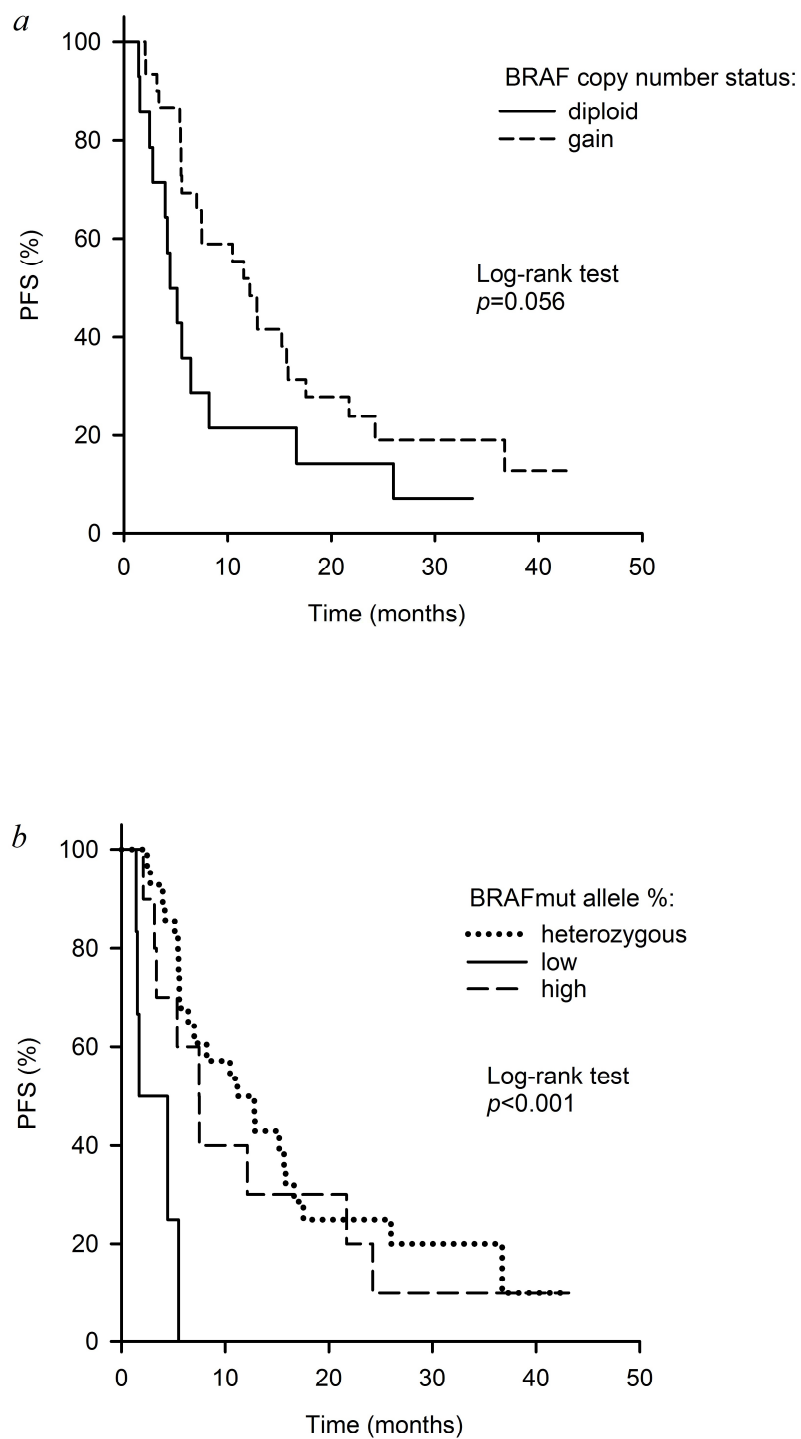 a
100
80
60
40
20
0
PFS (%)
BRAF copy number status:
diploid
gain
Log-rank test
p=0.056
0 10 20 30 40 50
Time (months)
b
100
80
60
40
20
0
PFS (%)
BRAFmut allele %:
heterozygous
low
high
Log-rank test
p<0.001
0 10 20 30 40 50
Time (months)